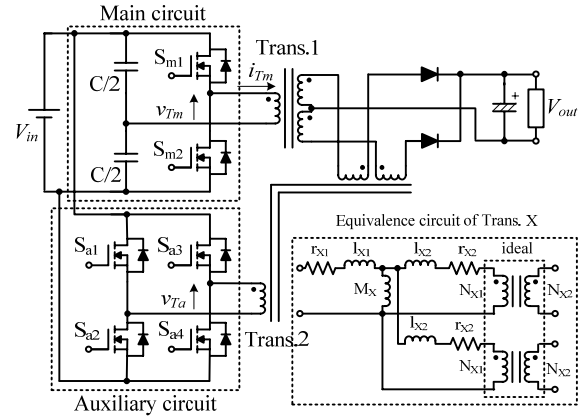 Main circuit
Trans.1
S_m1
i_Tm
C/2
v_Tm
V_in
V_out
S_m2
C/2
Equivalence circuit of Trans. X
S_a1
S_a3
r_X1
l_X1
l_X2
r_X2
ideal
M_X
N_X1
N_X2
v_Ta
l_X2
r_X2
S_a2
S_a4
Trans.2
N_X1
N_X2
Auxiliary circuit
+